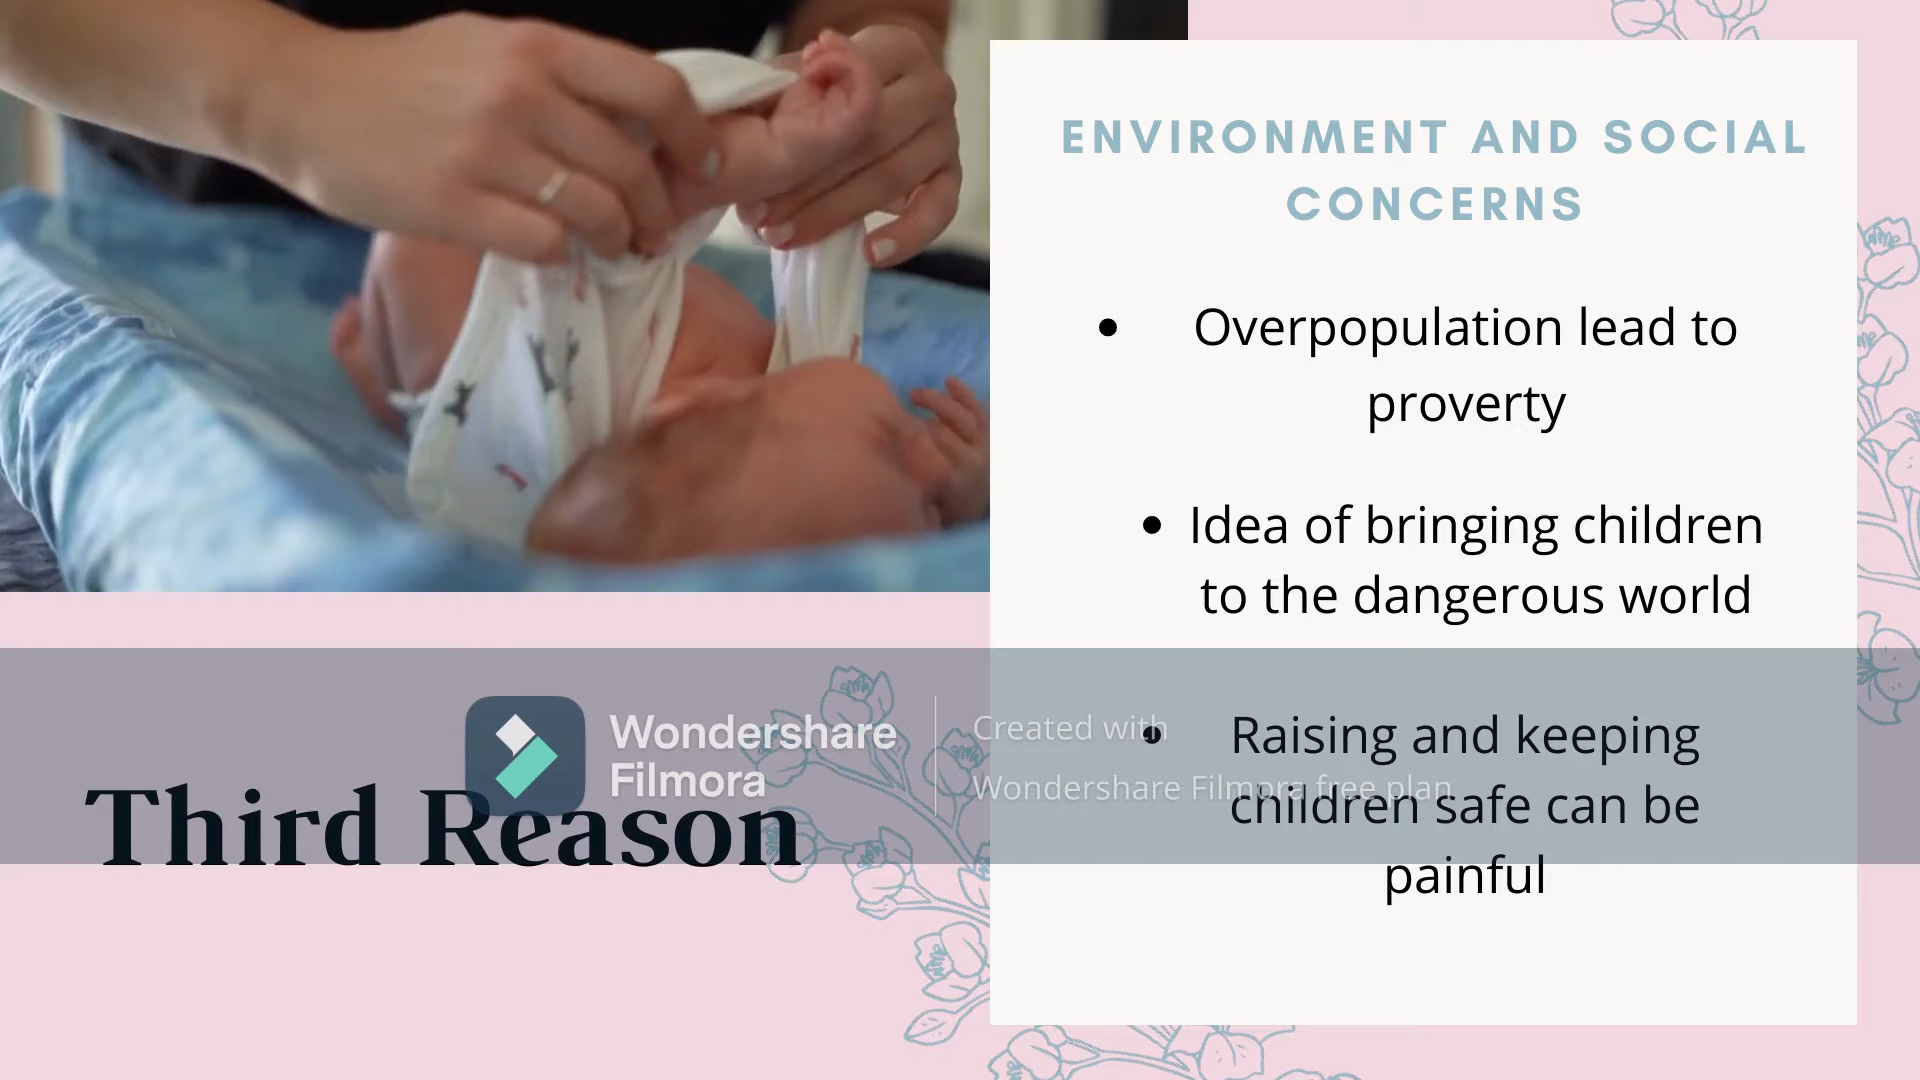 ENVIRONMENT AND SOCIAL
CONCERNS
• Overpopulation lead to
proverty
• Idea of bringing children
to the dangerous world
• Raising and keeping
children safe can be
painful
Third Reason
Wondershare
Filmora
Created with
Wondershare Filmora free plan